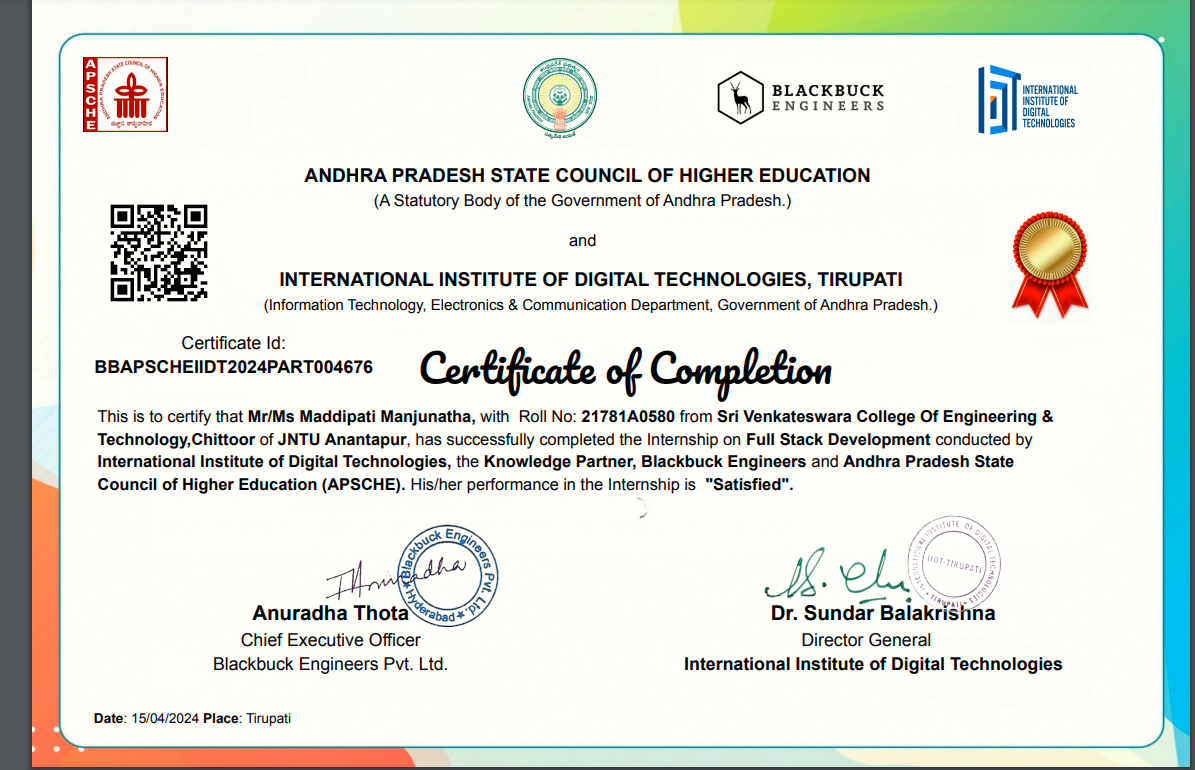 APSCHE
ANDHRA PRADESH STATE COUNCIL OF HIGHER EDUCATION
BLACKBUCK
ENGINEERS
INTERNATIONAL
INSTITUTE OF
DIGITAL
TECHNOLOGIES
ANDHRA PRADESH STATE COUNCIL OF HIGHER EDUCATION
(A Statutory Body of the Government of Andhra Pradesh.)
and
INTERNATIONAL INSTITUTE OF DIGITAL TECHNOLOGIES, TIRUPATI
(Information Technology, Electronics & Communication Department, Government of Andhra Pradesh.)
Certificate Id:
BBAPSCHEIIDT2024PART004676
Certificate of Completion
This is to certify that Mr/Ms Maddipati Manjunatha, with Roll No: 21781A0580 from Sri Venkateswara College Of Engineering &
Technology,Chittoor of JNTU Anantapur, has successfully completed the Internship on Full Stack Development conducted by
International Institute of Digital Technologies, the Knowledge Partner, Blackbuck Engineers and Andhra Pradesh State
Council of Higher Education (APSCHE). His/her performance in the Internship is "Satisfied".
Blackbuck Engineers Pvt. Ltd.
Hyderabad
INTERNATIONAL INSTITUTE OF DIGITAL TECHNOLOGIES
TIRUPATI
IIDT-TIRUPATI
Anuradha Thota
Chief Executive Officer
Blackbuck Engineers Pvt. Ltd.
Dr. Sundar Balakrishna
Director General
International Institute of Digital Technologies
Date: 15/04/2024 Place: Tirupati